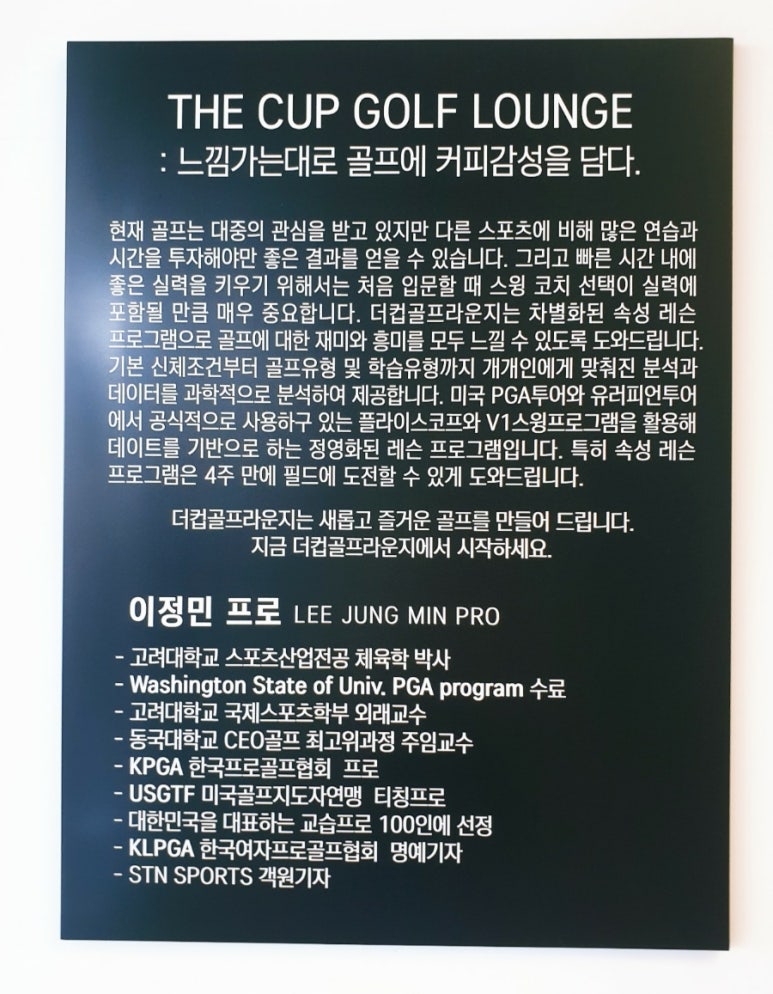 THE CUP GOLF LOUNGE
: 느낌가는대로 골프에 커피감성을 담다.
현재 골프는 대중의 관심을 받고 있지만 다른 스포츠에 비해 많은 연습과
시간을 투자해야만 좋은 결과를 얻을 수 있습니다. 그리고 빠른 시간 내에
좋은 실력을 키우기 위해서는 처음 입문할 때 스윙 코치 선택이 실력에
포함될 만큼 매우 중요합니다. 더컵골프라운지는 차별화된 속성 레슨
프로그램으로 골프에 대한 재미와 흥미를 모두 느낄 수 있도록 도와드립니다.
기본 신체조건부터 골프유형 및 학습유형까지 개개인에게 맞춰진 분석과
데이터를 과학적으로 분석하여 제공합니다. 미국 PGA투어와 유러피언투어
에서 공식적으로 사용하구 있는 플라이스코프와 V1스윙프로그램을 활용해
데이트를 기반으로 하는 정영화된 레슨 프로그램입니다. 특히 속성 레슨
프로그램은 4주 만에 필드에 도전할 수 있게 도와드립니다.
더컵골프라운지는 새롭고 즐거운 골프를 만들어 드립니다.
지금 더컵골프라운지에서 시작하세요.
이정민 프로 LEE JUNG MIN PRO
- 고려대학교 스포츠산업전공 체육학 박사
- Washington State of Univ. PGA program 수료
- 고려대학교 국제스포츠학부 외래교수
- 동국대학교 CEO골프 최고위과정 주임교수
- KPGA 한국프로골프협회 프로
- USGTF 미국골프지도자연맹 티칭프로
- 대한민국을 대표하는 교습프로 100인에 선정
- KLPGA 한국여자프로골프협회 명예기자
- STN SPORTS 객원기자